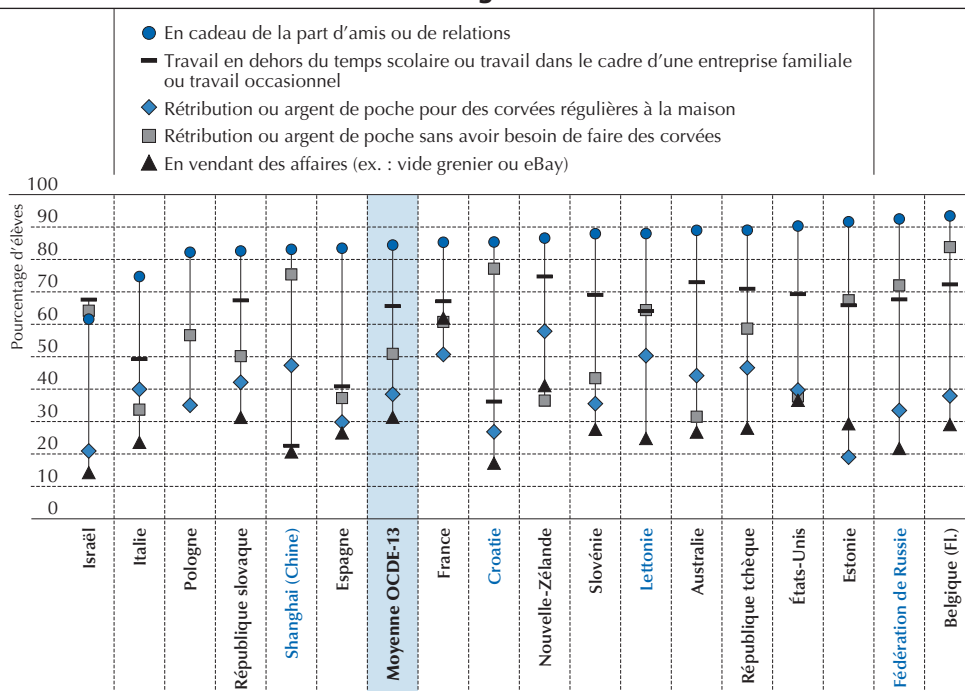 En cadeau de la part d'amis ou de relations
Travail en dehors du temps scolaire ou travail dans le cadre d'une entreprise familiale
ou travail occasionnel
Rétribution ou argent de poche pour des corvées régulières à la maison
Rétribution ou argent de poche sans avoir besoin de faire des corvées
En vendant des affaires (ex. : vide grenier ou eBay)
Pourcentage d'élèves
100
90
80
70
60
50
40
30
20
10
0
Israël
Italie
Pologne
République slovaque
Shanghai (Chine)
Espagne
Moyenne OCDE-13
France
Croatie
Nouvelle-Zélande
Slovénie
Lettonie
Australie
République tchèque
États-Unis
Estonie
Fédération de Russie
Belgique (Fl.)